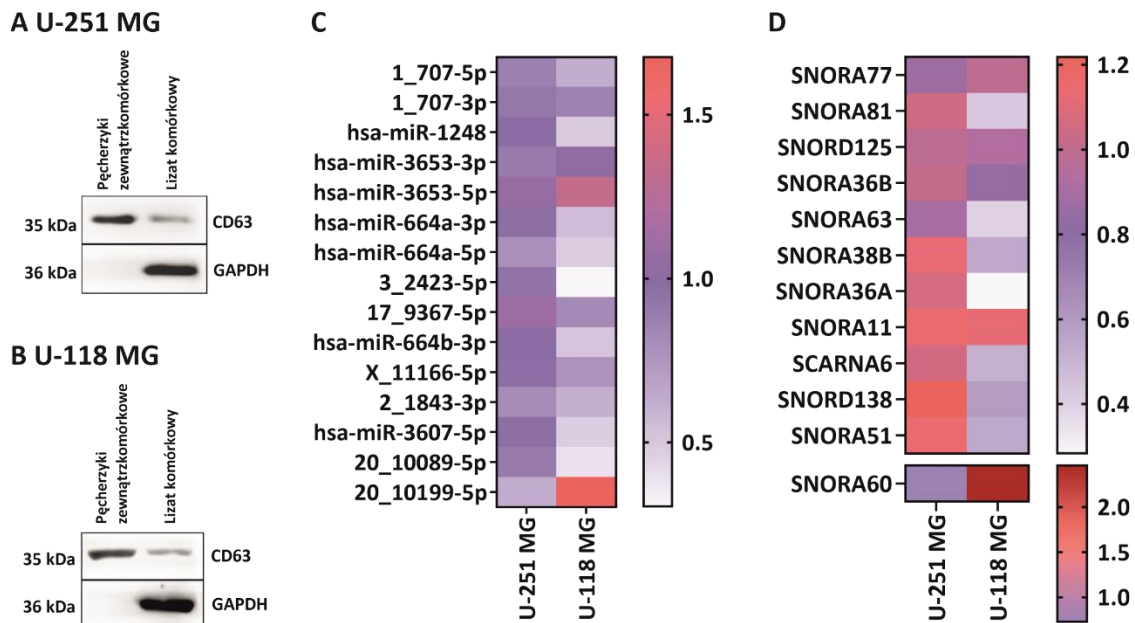 A U-251 MG
Pęcherzyki
zewnątrzkomórkowe
Lizat komórkowy
35 kDa
CD63
36 kDa
GAPDH
B U-118 MG
Pęcherzyki
zewnątrzkomórkowe
Lizat komórkowy
35 kDa
CD63
36 kDa
GAPDH
C
1_707-5p
1_707-3p
hsa-miR-1248
hsa-miR-3653-3p
hsa-miR-3653-5p
hsa-miR-664a-3p
hsa-miR-664a-5p
3_2423-5p
17_9367-5p
hsa-miR-664b-3p
X_11166-5p
2_1843-3p
hsa-miR-3607-5p
20_10089-5p
20_10199-5p
U-251 MG
U-118 MG
1.5
1.0
0.5
D
SNORA77
SNORA81
SNORD125
SNORA36B
SNORA63
SNORA38B
SNORA36A
SNORA11
SCARNA6
SNORD138
SNORA51
SNORA60
U-251 MG
U-118 MG
1.2
1.0
0.8
0.6
0.4
2.0
1.5
1.0